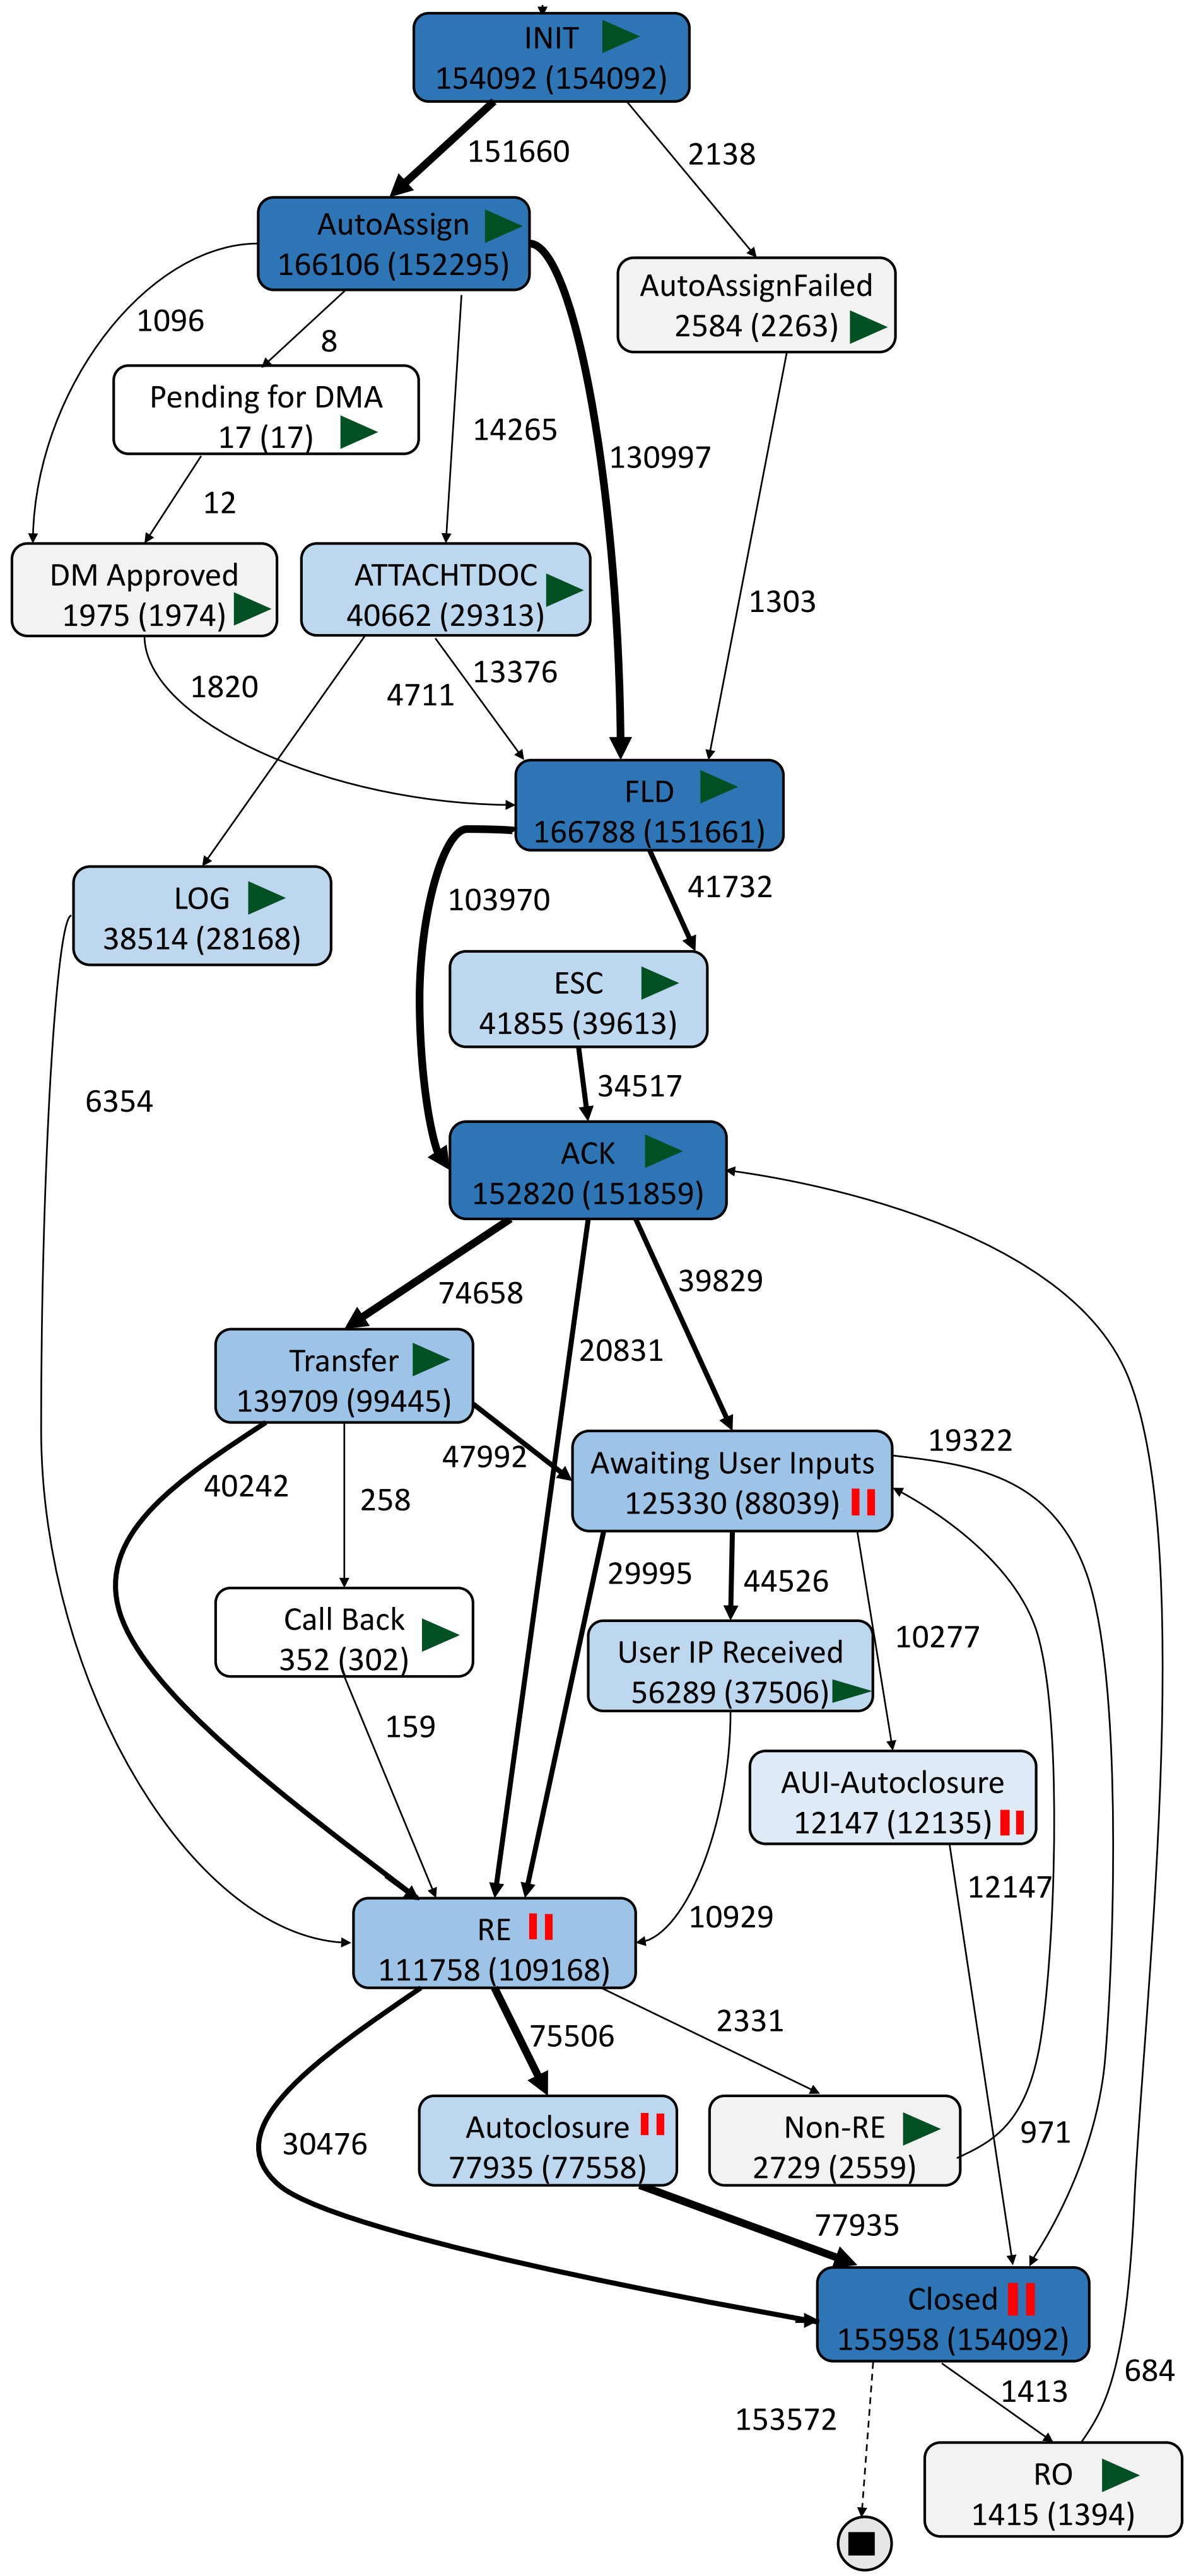 INIT
154092 (154092)
151660
2138
AutoAssign
166106 (152295)
AutoAssignFailed
2584 (2263)
1096
8
Pending for DMA
17 (17)
14265
130997
12
DM Approved
1975 (1974)
ATTACHTDOC
40662 (29313)
1303
1820
4711
13376
FLD
166788 (151661)
LOG
38514 (28168)
103970
41732
ESC
41855 (39613)
6354
34517
ACK
152820 (151859)
74658
39829
20831
Transfer
139709 (99445)
47992
Awaiting User Inputs
125330 (88039)
19322
40242
258
29995
44526
10277
Call Back
352 (302)
User IP Received
56289 (37506)
159
AUI-Autoclosure
12147 (12135)
12147
10929
RE
111758 (109168)
75506
2331
30476
Autoclosure
77935 (77558)
Non-RE
2729 (2559)
971
77935
Closed
155958 (154092)
684
1413
153572
RO
1415 (1394)